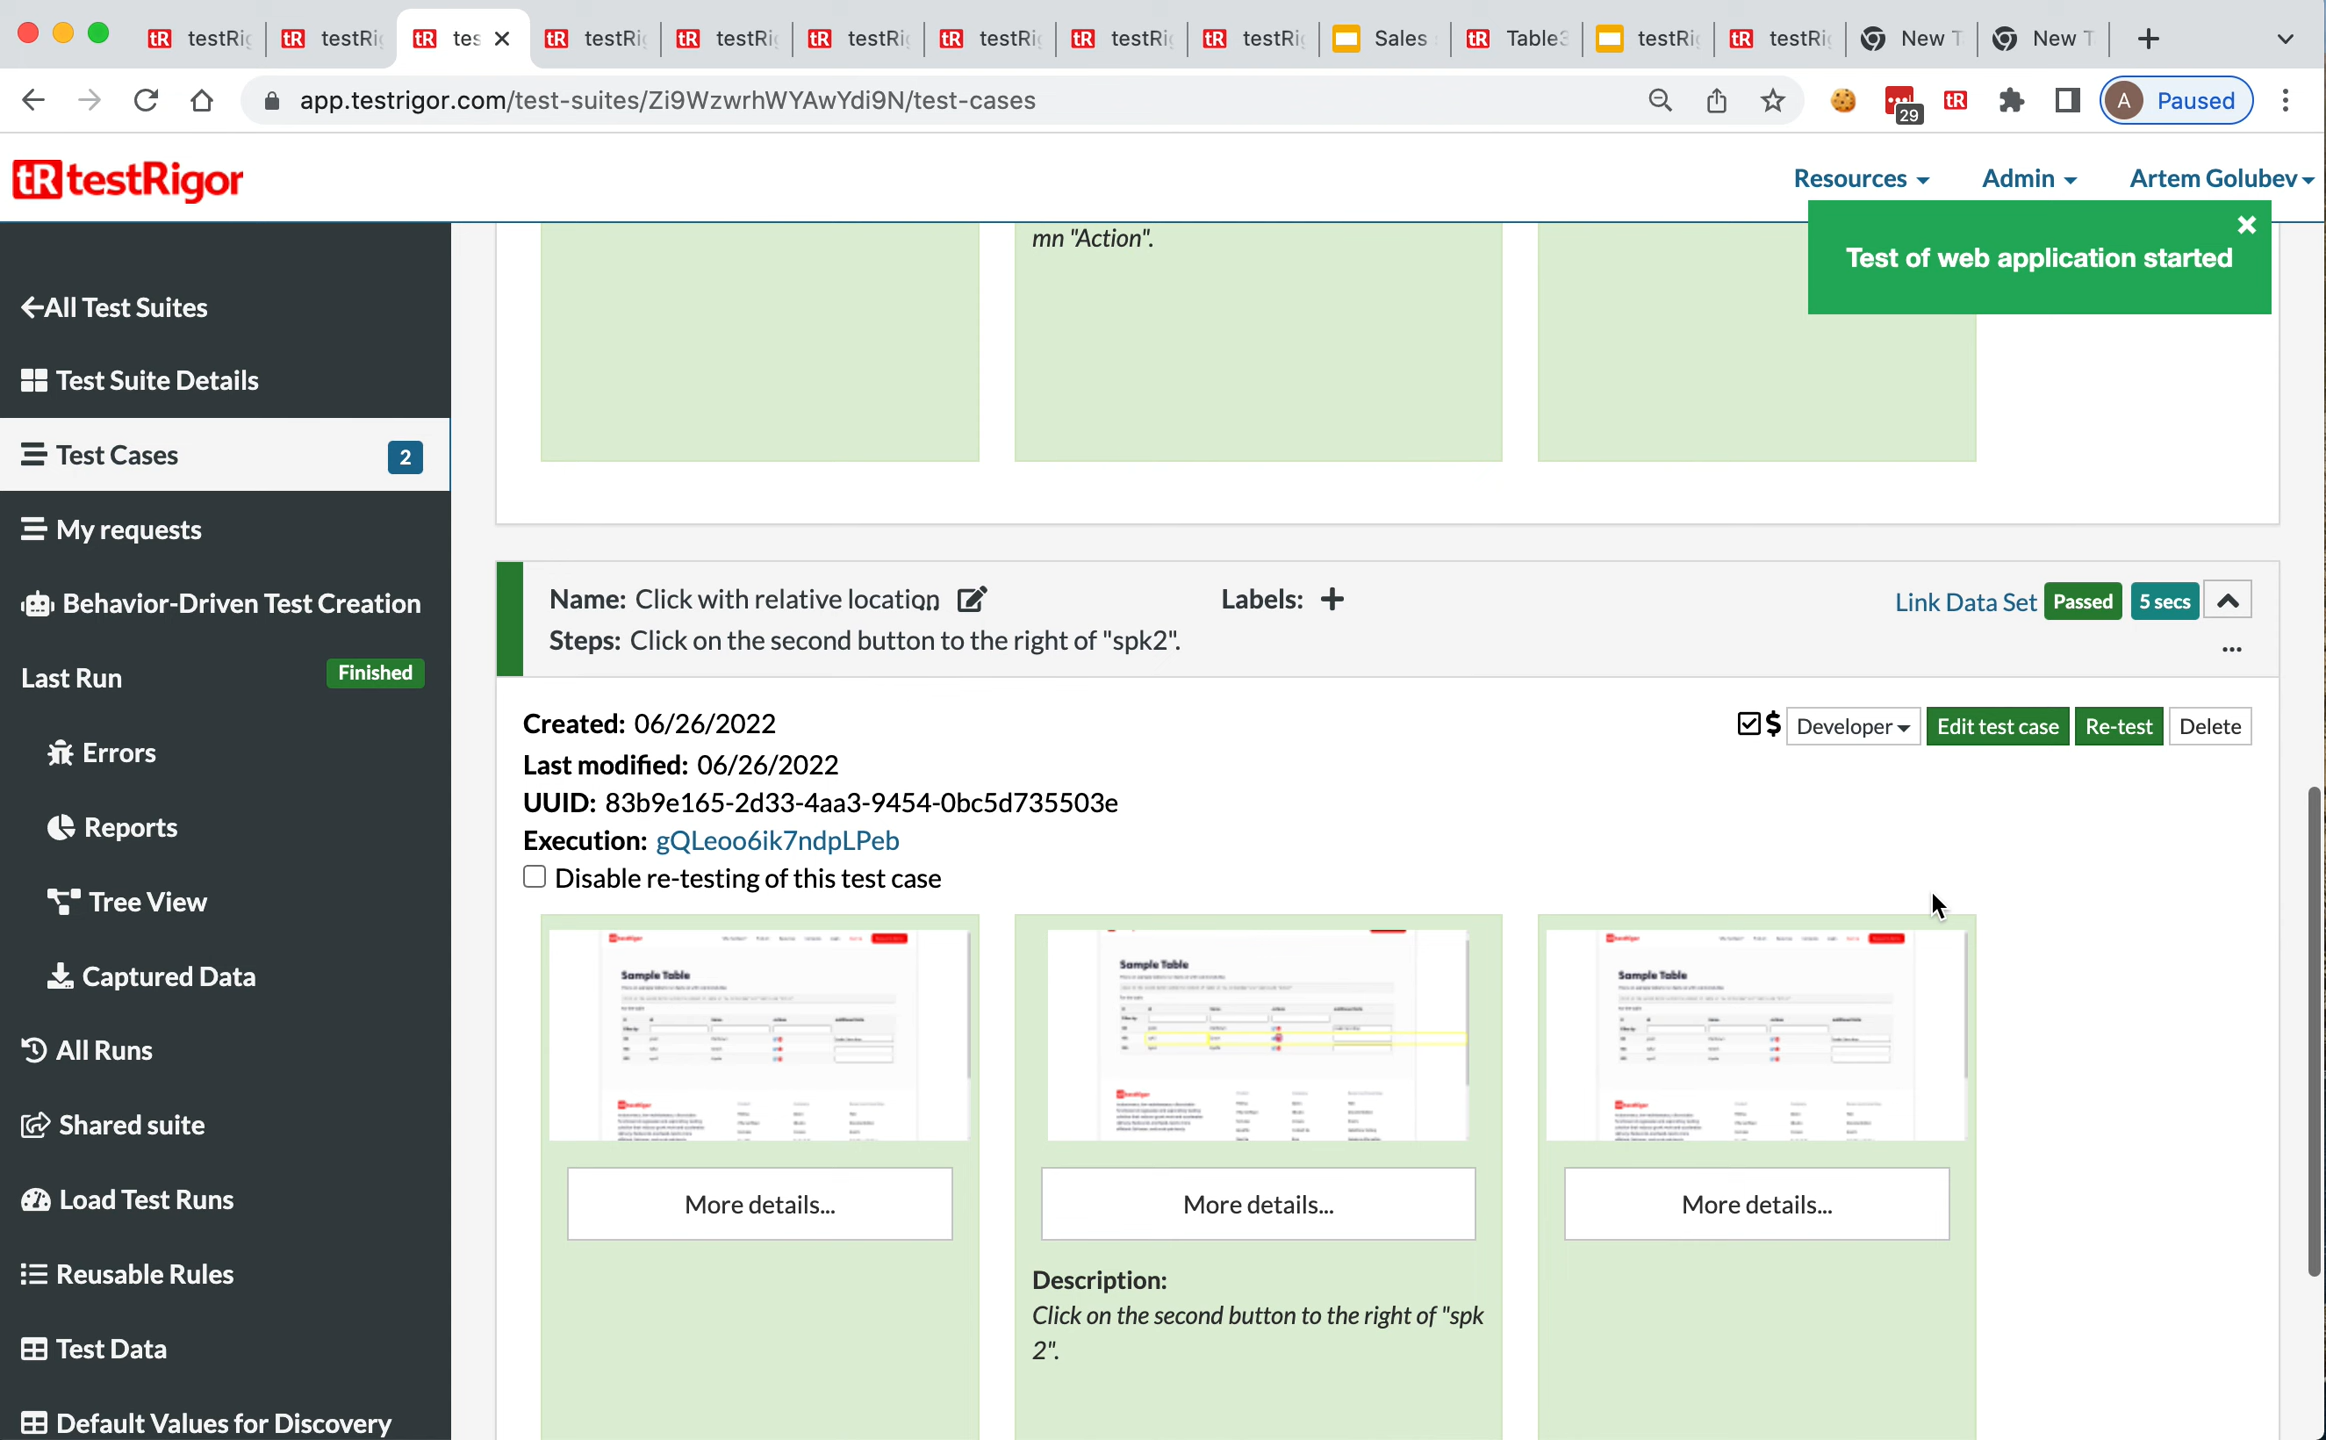 testRi
testRi
tes
testRi
testRi
testRi
testRi
testRi
testRi
Sales
Table
testRi
testRi
New T
New T
app.testrigor.com/test-suites/Zi9WzwrhWYAwYdi9N/test-cases
29
tR
A
Paused
tR testRigor
Resources
Admin
Artem Golubev
Test of web application started
All Test Suites
Test Suite Details
Test Cases
2
My requests
Behavior-Driven Test Creation
Last Run
Finished
Errors
Reports
Tree View
Captured Data
All Runs
Shared suite
Load Test Runs
Reusable Rules
Test Data
Default Values for Discovery
mn "Action".
Name: Click with relative location
Labels: +
Link Data Set
Passed
5 secs
Steps: Click on the second button to the right of "spk2".
...
Created: 06/26/2022
$
Developer
Edit test case
Re-test
Delete
Last modified: 06/26/2022
UUID: 83b9e165-2d33-4aa3-9454-0bc5d735503e
Execution: gQLeoo6ik7ndpLPeb
Disable re-testing of this test case
Sample Table
Sample Table
Sample Table
More details...
More details...
More details...
Description:
Click on the second button to the right of "spk
2".